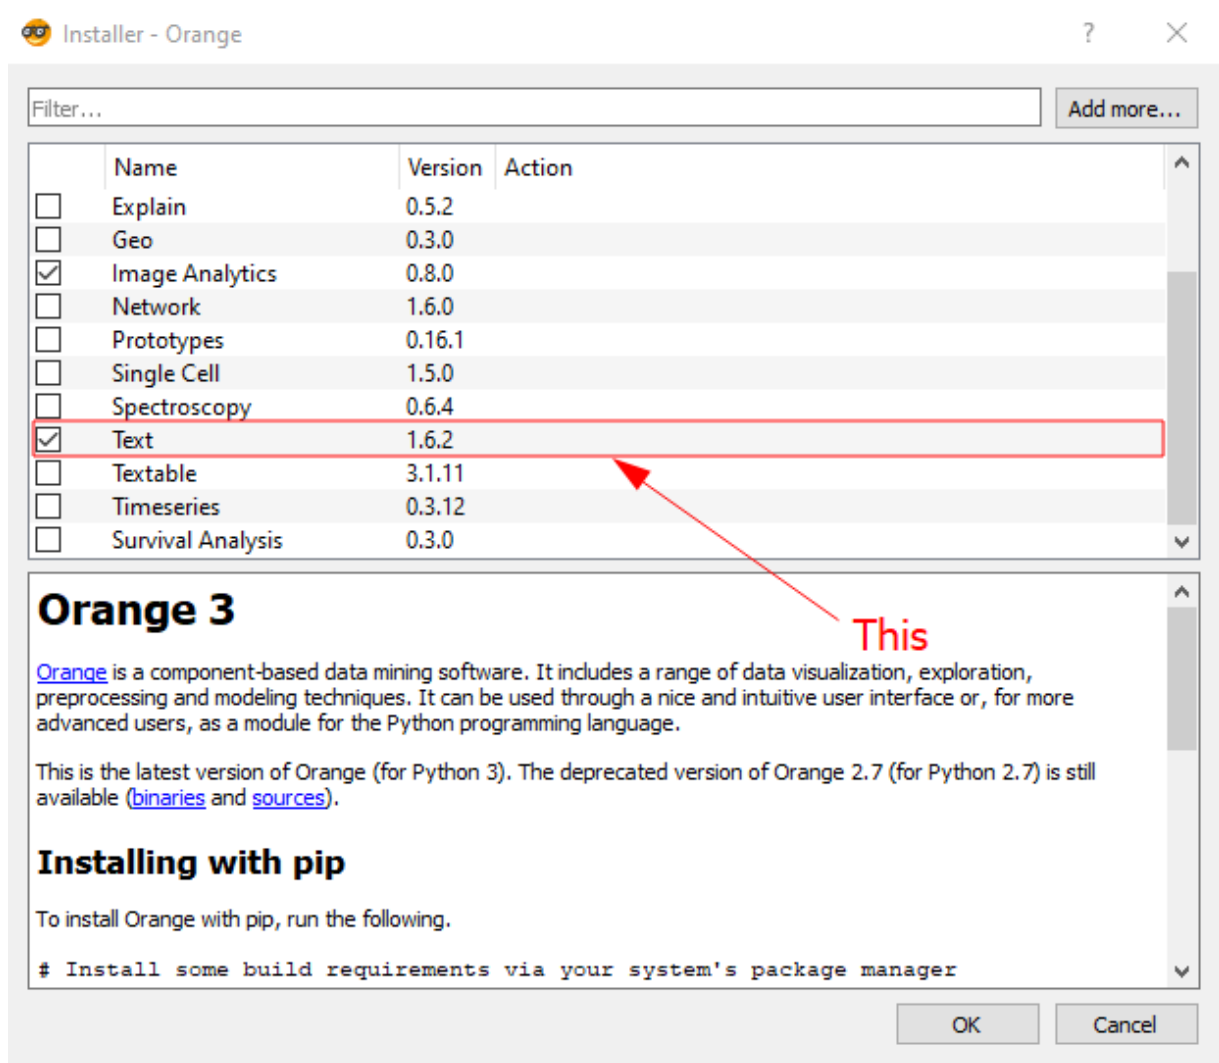 Installer - Orange
?
Filter...
Add more...
Name Version Action
Explain 0.5.2
Geo 0.3.0
Image Analytics 0.8.0
Network 1.6.0
Prototypes 0.16.1
Single Cell 1.5.0
Spectroscopy 0.6.4
Text 1.6.2
Textable 3.1.11
Timeseries 0.3.12
Survival Analysis 0.3.0
This
Orange 3
Orange is a component-based data mining software. It includes a range of data visualization, exploration,
preprocessing and modeling techniques. It can be used through a nice and intuitive user interface or, for more
advanced users, as a module for the Python programming language.
This is the latest version of Orange (for Python 3). The deprecated version of Orange 2.7 (for Python 2.7) is still
available (binaries and sources).
Installing with pip
To install Orange with pip, run the following.
# Install some build requirements via your system's package manager
OK Cancel